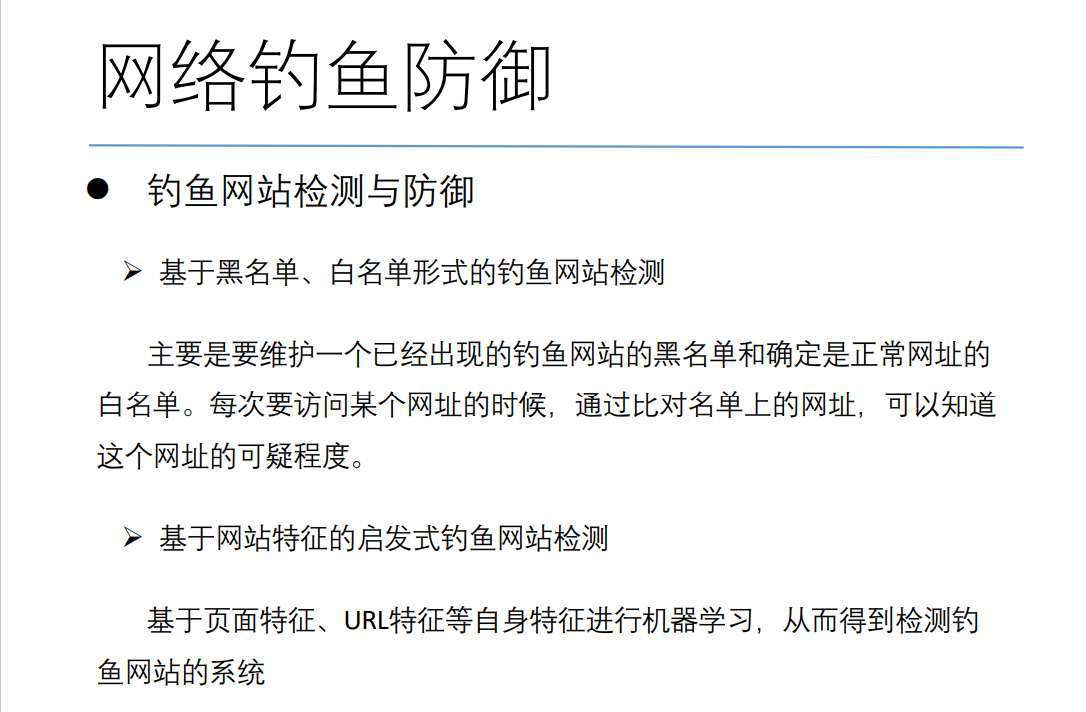 网络钓鱼防御
● 钓鱼网站检测与防御
➢ 基于黑名单、白名单形式的钓鱼网站检测
主要是要维护一个已经出现的钓鱼网站的黑名单和确定是正常网址的
白名单。每次要访问某个网址的时候，通过比对名单上的网址，可以知道
这个网址的可疑程度。
➢ 基于网站特征的启发式钓鱼网站检测
基于页面特征、URL特征等自身特征进行机器学习，从而得到检测钓
鱼网站的系统